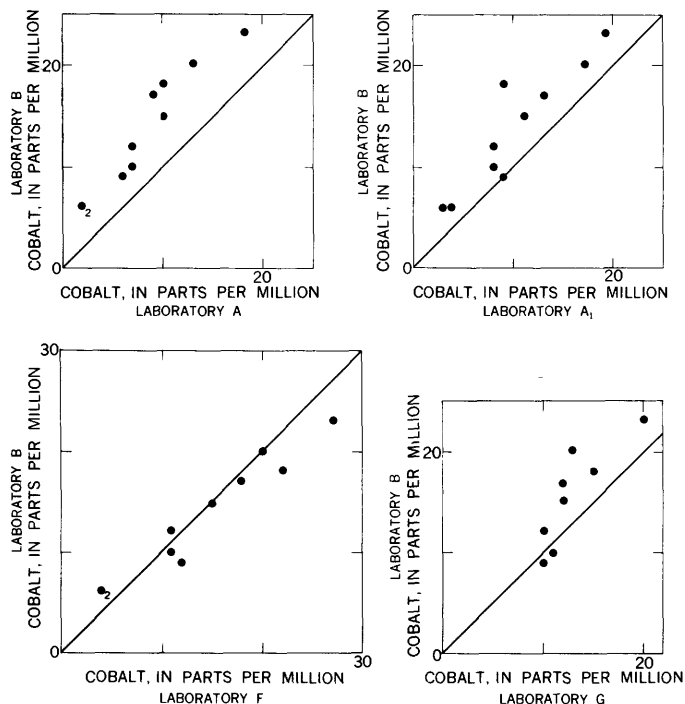 LABORATORY B
COBALT, IN PARTS PER MILLION
20
0
2
20
COBALT, IN PARTS PER MILLION
LABORATORY A
LABORATORY B
COBALT, IN PARTS PER MILLION
20
0
20
COBALT, IN PARTS PER MILLION
LABORATORY A₁
LABORATORY B
COBALT, IN PARTS PER MILLION
30
0
2
30
COBALT, IN PARTS PER MILLION
LABORATORY F
LABORATORY B
COBALT, IN PARTS PER MILLION
20
0
20
COBALT, IN PARTS PER MILLION
LABORATORY G